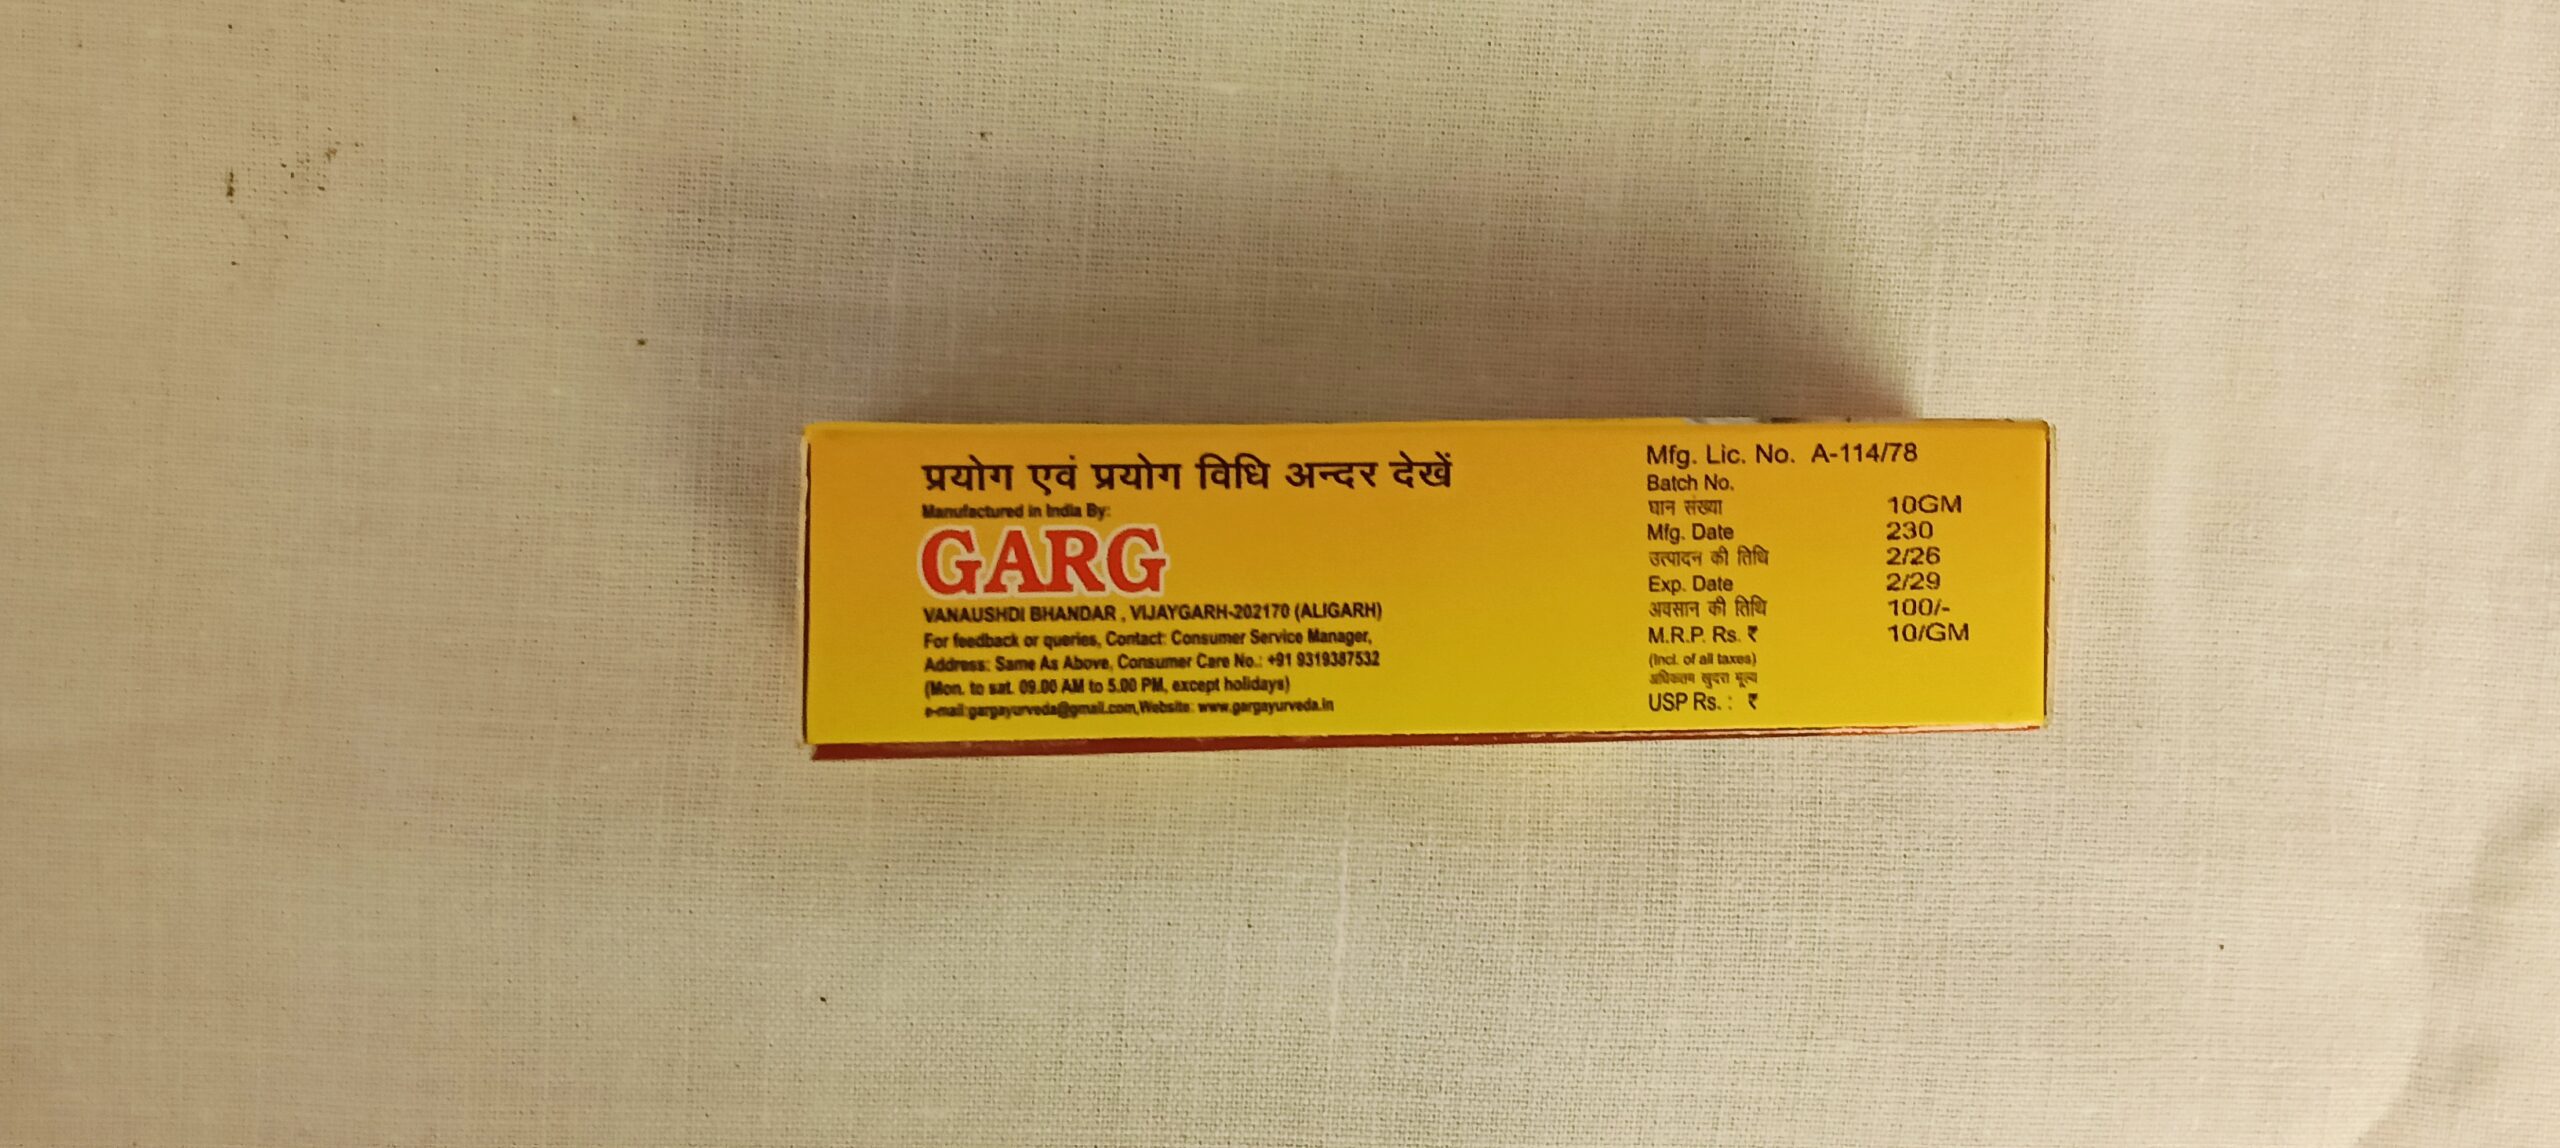 प्रयोग एवं प्रयोग विधि अन्दर देखें
Manufactured in India By:
GARG
VANAUSHDI BHANDAR , VIJAYGARH-202170 (ALIGARH)
For feedback or queries, Contact: Consumer Service Manager,
Address: Same As Above, Consumer Care No.: +91 9319387532
(Mon. to sat. 09.00 AM to 5.00 PM, except holidays)
e-mail:gargayurveda@gmail.com,Website: www.gargayurveda.in
Mfg. Lic. No. A-114/78
Batch No.
घान संख्या 10GM
Mfg. Date 230
उत्पादन की तिथि 2/26
Exp. Date 2/29
अवसान की तिथि 100/-
M.R.P. Rs. ₹ 10/GM
(Incl. of all taxes)
अधिकतम खुदरा मूल्य
USP Rs. : ₹